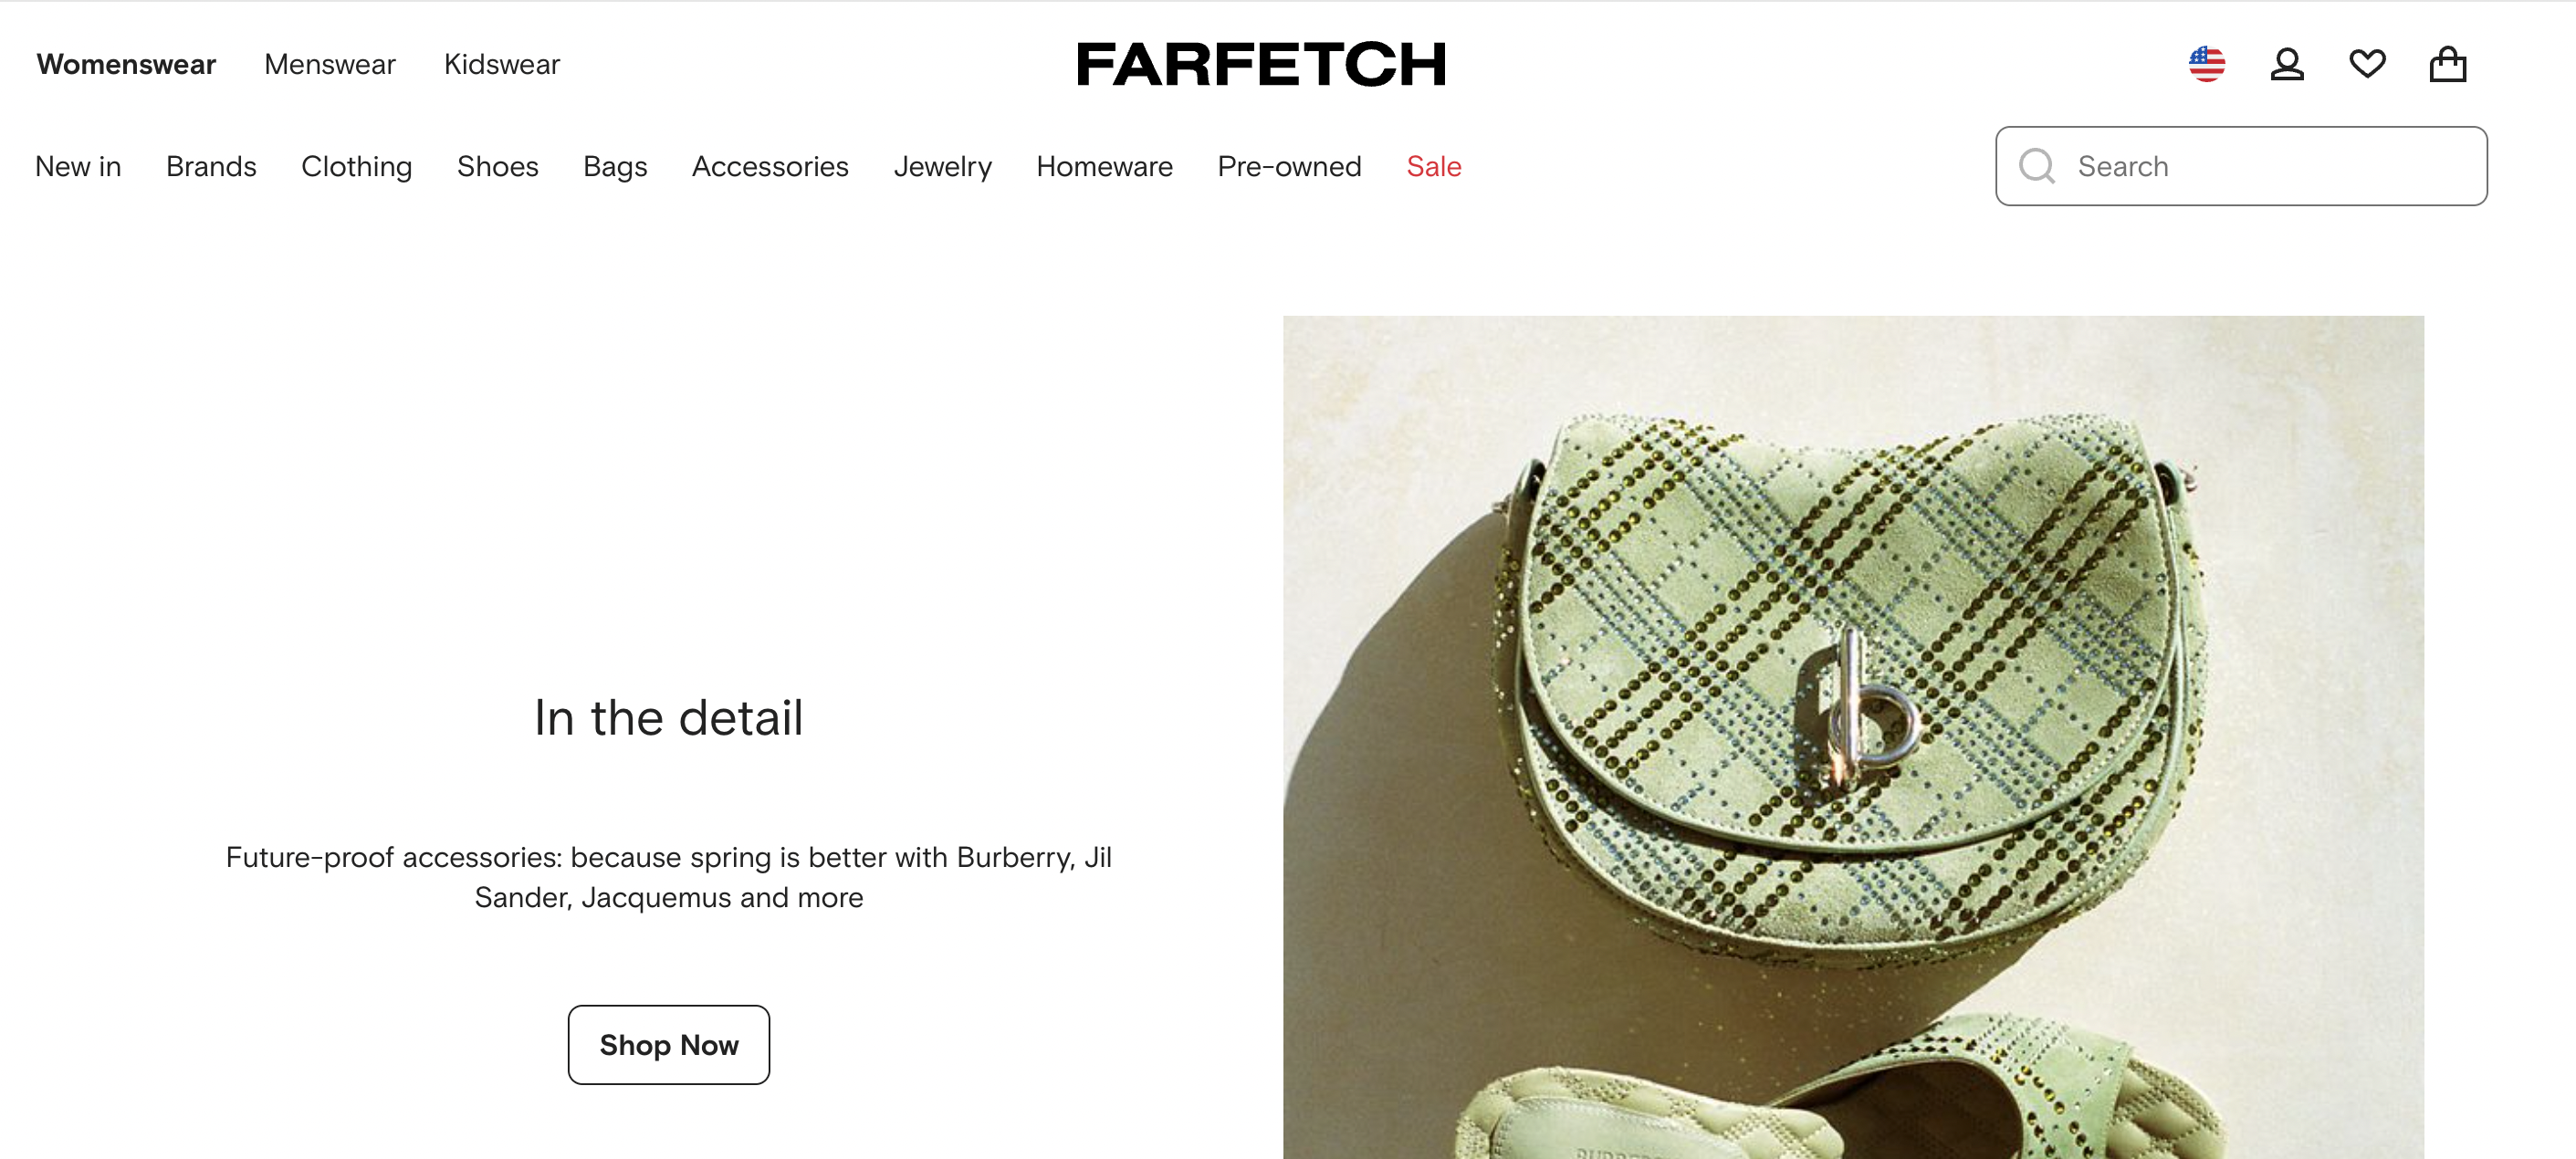 Womenswear Menswear Kidswear FARFETCH
New in Brands Clothing Shoes Bags Accessories Jewelry Homeware Pre-owned Sale Search
In the detail
Future-proof accessories: because spring is better with Burberry, Jil
Sander, Jacquemus and more
Shop Now